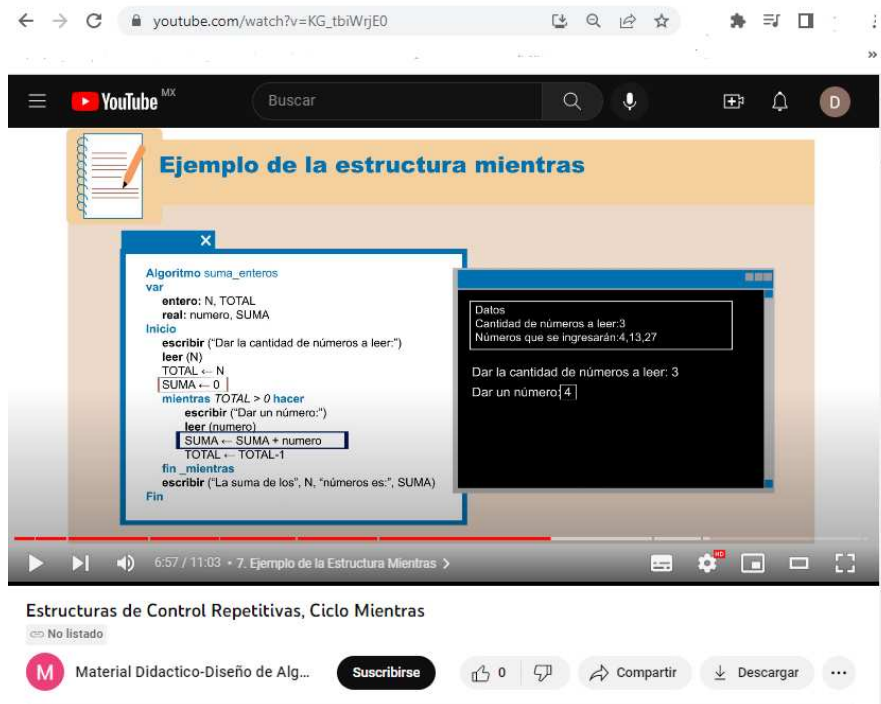 youtube.com/watch?v=KG_tbiWrjE0
YouTube MX
Buscar
D
Ejemplo de la estructura mientras
Algoritmo suma_enteros
var
entero: N, TOTAL
real: numero, SUMA
Inicio
escribir (“Dar la cantidad de números a leer:”)
leer (N)
TOTAL ← N
SUMA ← 0
mientras TOTAL > 0 hacer
escribir (“Dar un número:”)
leer (numero)
SUMA ← SUMA + numero
TOTAL ← TOTAL-1
fin _mientras
escribir (“La suma de los”, N, “números es:”, SUMA)
Fin
Datos
Cantidad de números a leer:3
Números que se ingresarán:4,13,27
Dar la cantidad de números a leer: 3
Dar un número: 4
6:57 / 11:03 • 7. Ejemplo de la Estructura Mientras
HD
Estructuras de Control Repetitivas, Ciclo Mientras
No listado
M
Material Didactico-Diseño de Alg...
Suscribirse
0
Compartir
Descargar